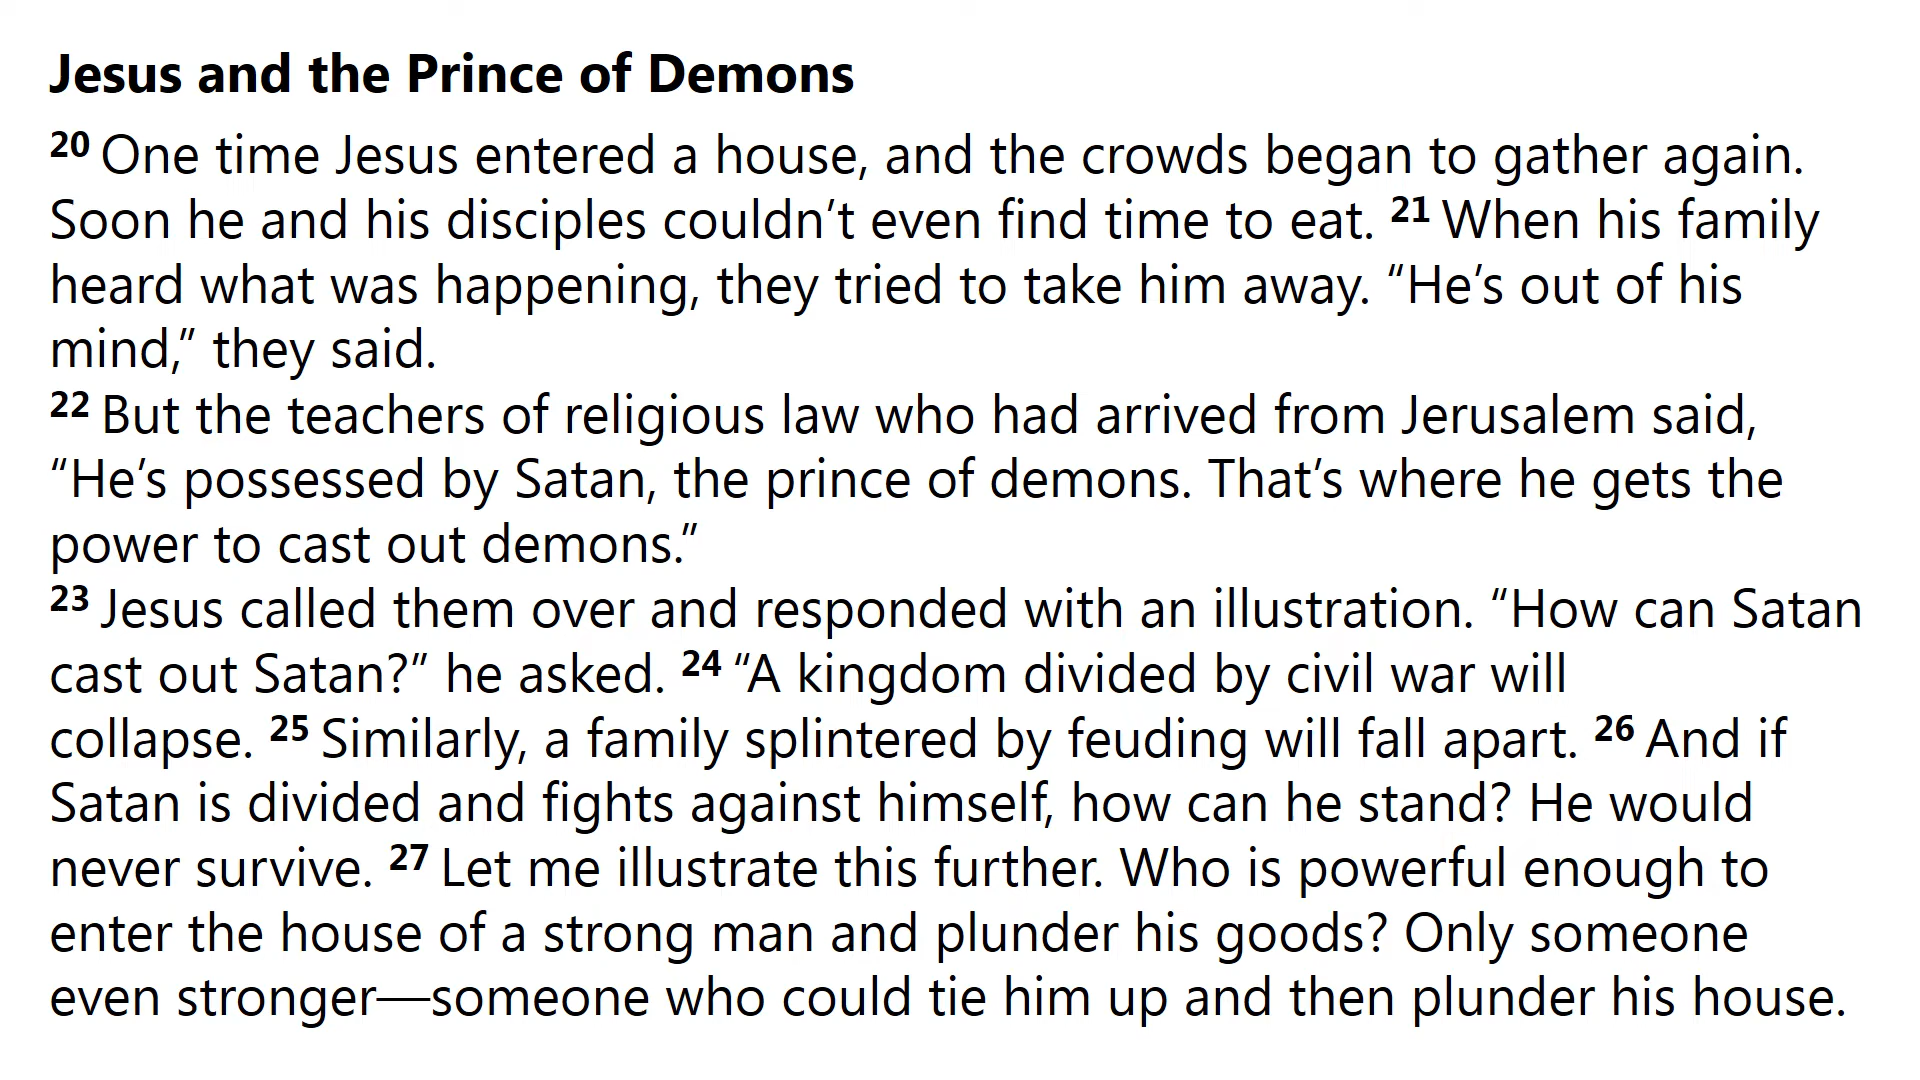 Jesus and the Prince of Demons
20 One time Jesus entered a house, and the crowds began to gather again.
Soon he and his disciples couldn’t even find time to eat. 21 When his family
heard what was happening, they tried to take him away. “He’s out of his
mind,” they said.
22 But the teachers of religious law who had arrived from Jerusalem said,
“He’s possessed by Satan, the prince of demons. That’s where he gets the
power to cast out demons.”
23 Jesus called them over and responded with an illustration. “How can Satan
cast out Satan?” he asked. 24 “A kingdom divided by civil war will
collapse. 25 Similarly, a family splintered by feuding will fall apart. 26 And if
Satan is divided and fights against himself, how can he stand? He would
never survive. 27 Let me illustrate this further. Who is powerful enough to
enter the house of a strong man and plunder his goods? Only someone
even stronger—someone who could tie him up and then plunder his house.